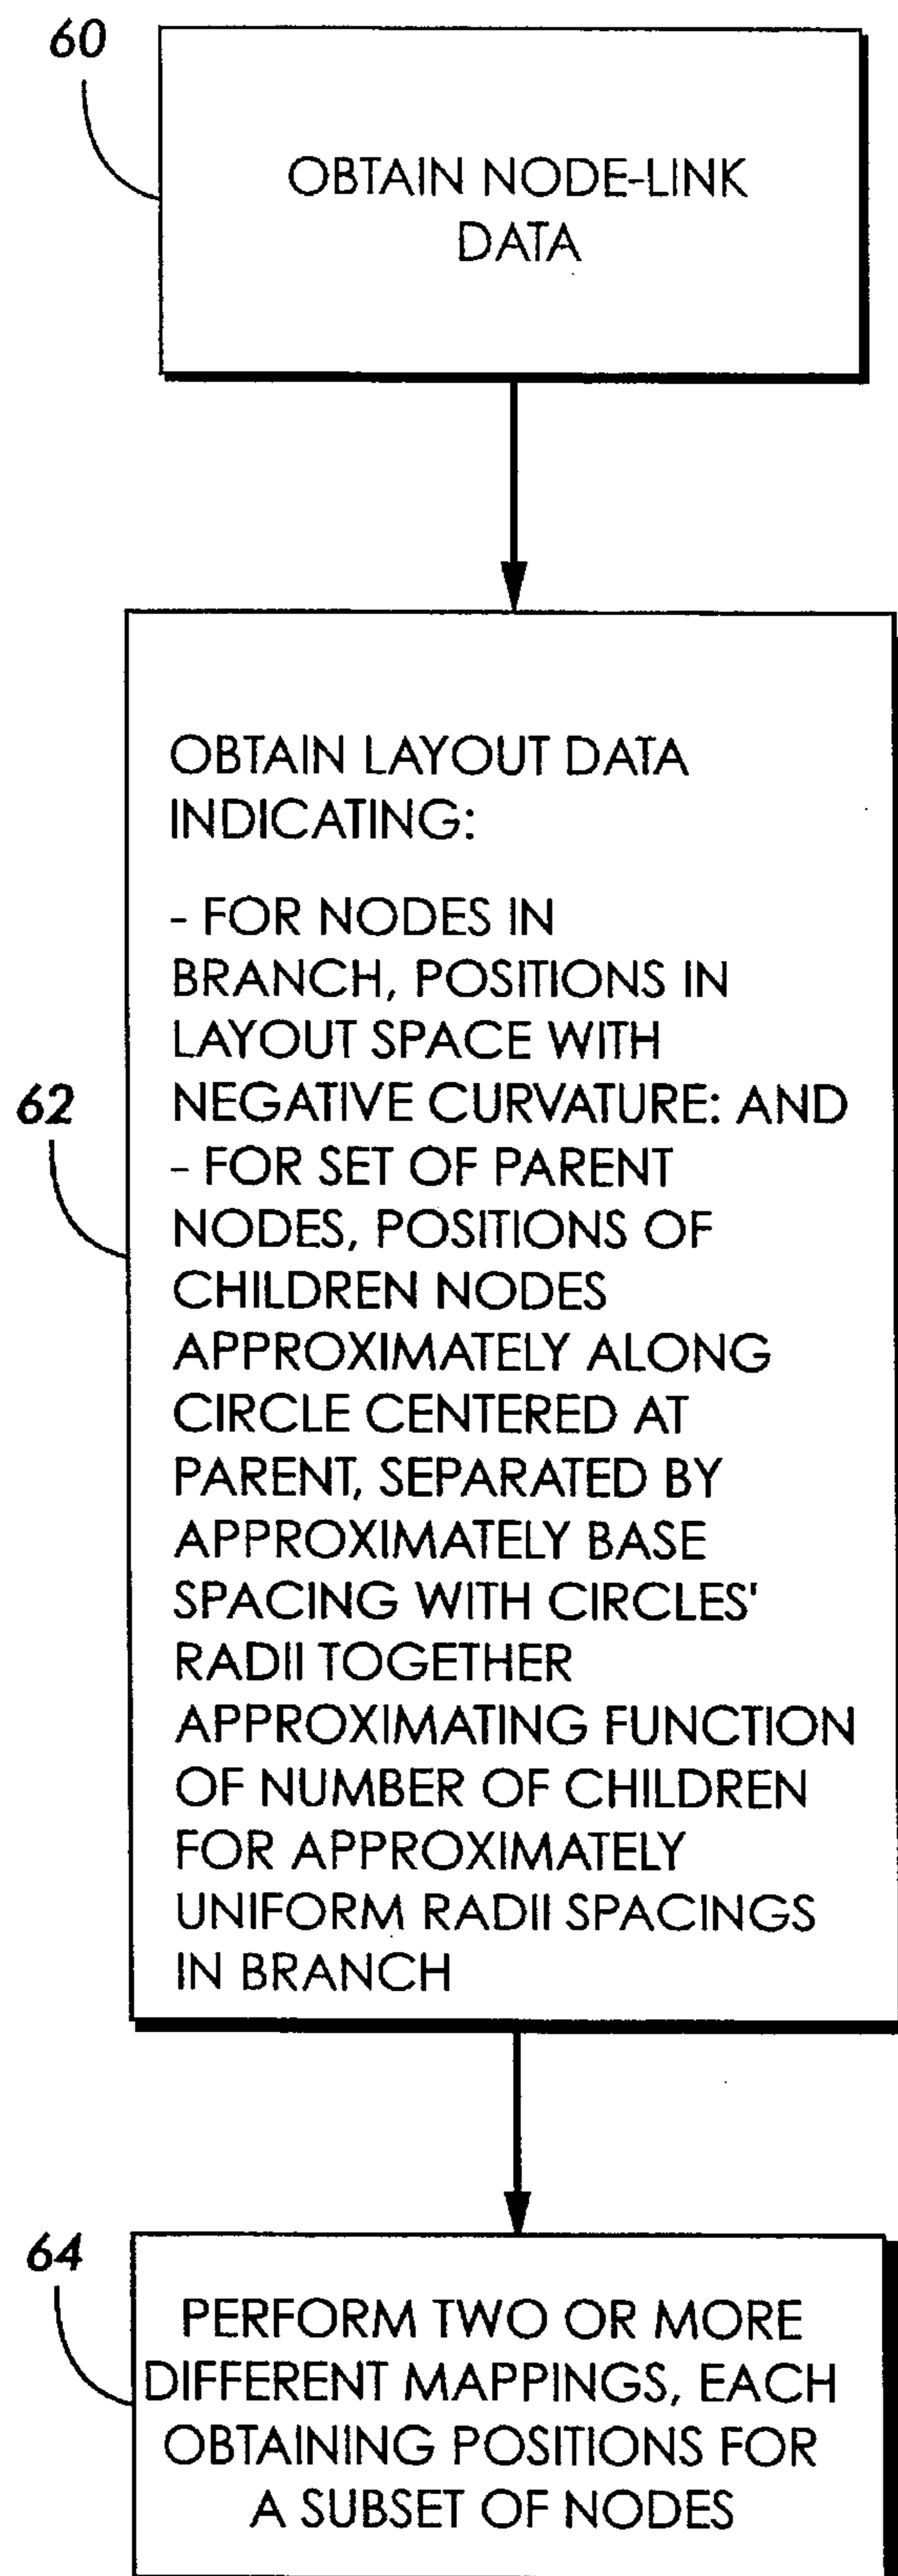 60
OBTAIN NODE-LINK
DATA
62
OBTAIN LAYOUT DATA
INDICATING:
- FOR NODES IN
BRANCH, POSITIONS IN
LAYOUT SPACE WITH
NEGATIVE CURVATURE: AND
- FOR SET OF PARENT
NODES, POSITIONS OF
CHILDREN NODES
APPROXIMATELY ALONG
CIRCLE CENTERED AT
PARENT, SEPARATED BY
APPROXIMATELY BASE
SPACING WITH CIRCLES'
RADII TOGETHER
APPROXIMATING FUNCTION
OF NUMBER OF CHILDREN
FOR APPROXIMATELY
UNIFORM RADII SPACINGS
IN BRANCH
64
PERFORM TWO OR MORE
DIFFERENT MAPPINGS, EACH
OBTAINING POSITIONS FOR
A SUBSET OF NODES